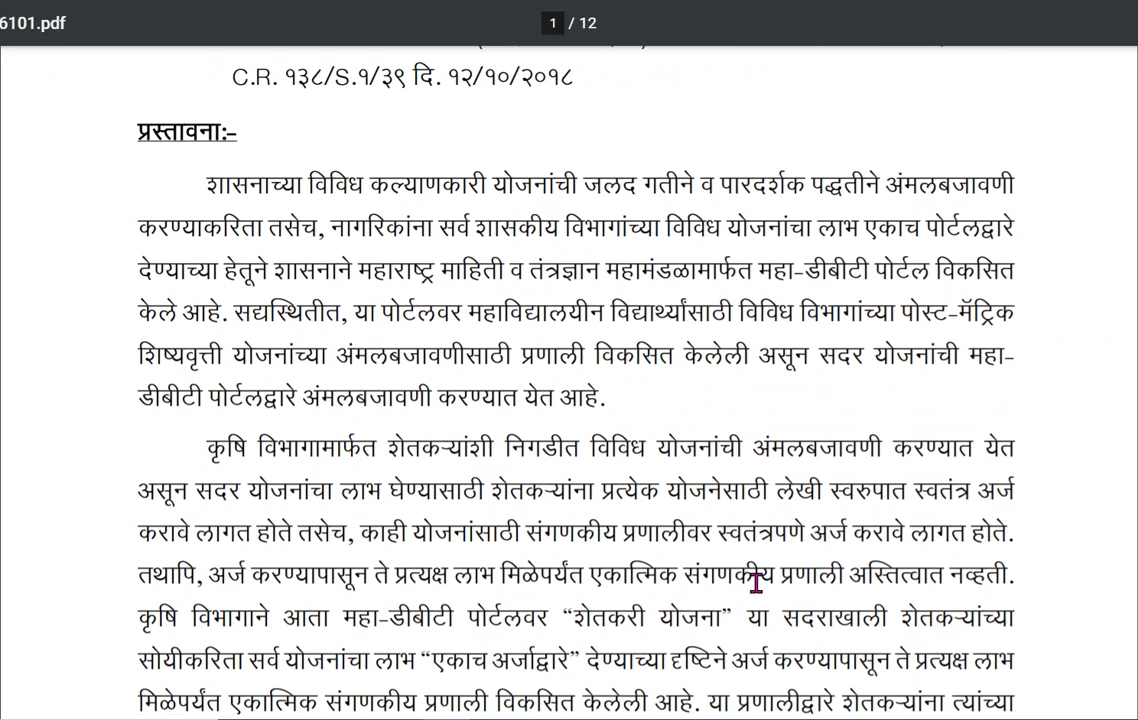 6101.pdf
1 / 12
C.R. १३८/S.१/३९ दि. १२/१०/२०१८
प्रस्तावना:-
शासनाच्या विविध कल्याणकारी योजनांची जलद गतीने व पारदर्शक पद्धतीने अंमलबजावणी
करण्याकरिता तसेच, नागरिकांना सर्व शासकीय विभागांच्या विविध योजनांचा लाभ एकाच पोर्टलद्वारे
देण्याच्या हेतूने शासनाने महाराष्ट्र माहिती व तंत्रज्ञान महामंडळामार्फत महा-डीबीटी पोर्टल विकसित
केले आहे. सद्यस्थितीत, या पोर्टलवर महाविद्यालयीन विद्यार्थ्यांसाठी विविध विभागांच्या पोस्ट-मॅट्रिक
शिष्यवृत्ती योजनांच्या अंमलबजावणीसाठी प्रणाली विकसित केलेली असून सदर योजनांची महा-
डीबीटी पोर्टलद्वारे अंमलबजावणी करण्यात येत आहे.
कृषि विभागामार्फत शेतकऱ्यांशी निगडीत विविध योजनांची अंमलबजावणी करण्यात येत
असून सदर योजनांचा लाभ घेण्यासाठी शेतकऱ्यांना प्रत्येक योजनेसाठी लेखी स्वरुपात स्वतंत्र अर्ज
करावे लागत होते तसेच, काही योजनांसाठी संगणकीय प्रणालीवर स्वतंत्रपणे अर्ज करावे लागत होते.
तथापि, अर्ज करण्यापासून ते प्रत्यक्ष लाभ मिळेपर्यंत एकात्मिक संगणकीय प्रणाली अस्तित्वात नव्हती.
कृषि विभागाने आता महा-डीबीटी पोर्टलवर “शेतकरी योजना” या सदराखाली शेतकऱ्यांच्या
सोयीकरिता सर्व योजनांचा लाभ “एकाच अर्जाद्वारे” देण्याच्या दृष्टिने अर्ज करण्यापासून ते प्रत्यक्ष लाभ
मिळेपर्यंत एकात्मिक संगणकीय प्रणाली विकसित केलेली आहे. या प्रणालीद्वारे शेतकऱ्यांना त्यांच्या